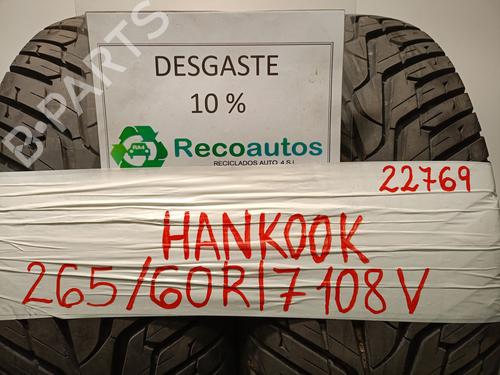 B-PARTS
DESGASTE
10 %
Recoautos
RECICLADOS AUTO 4 S.L.
22769
HANKOOK
265/60R17 108V